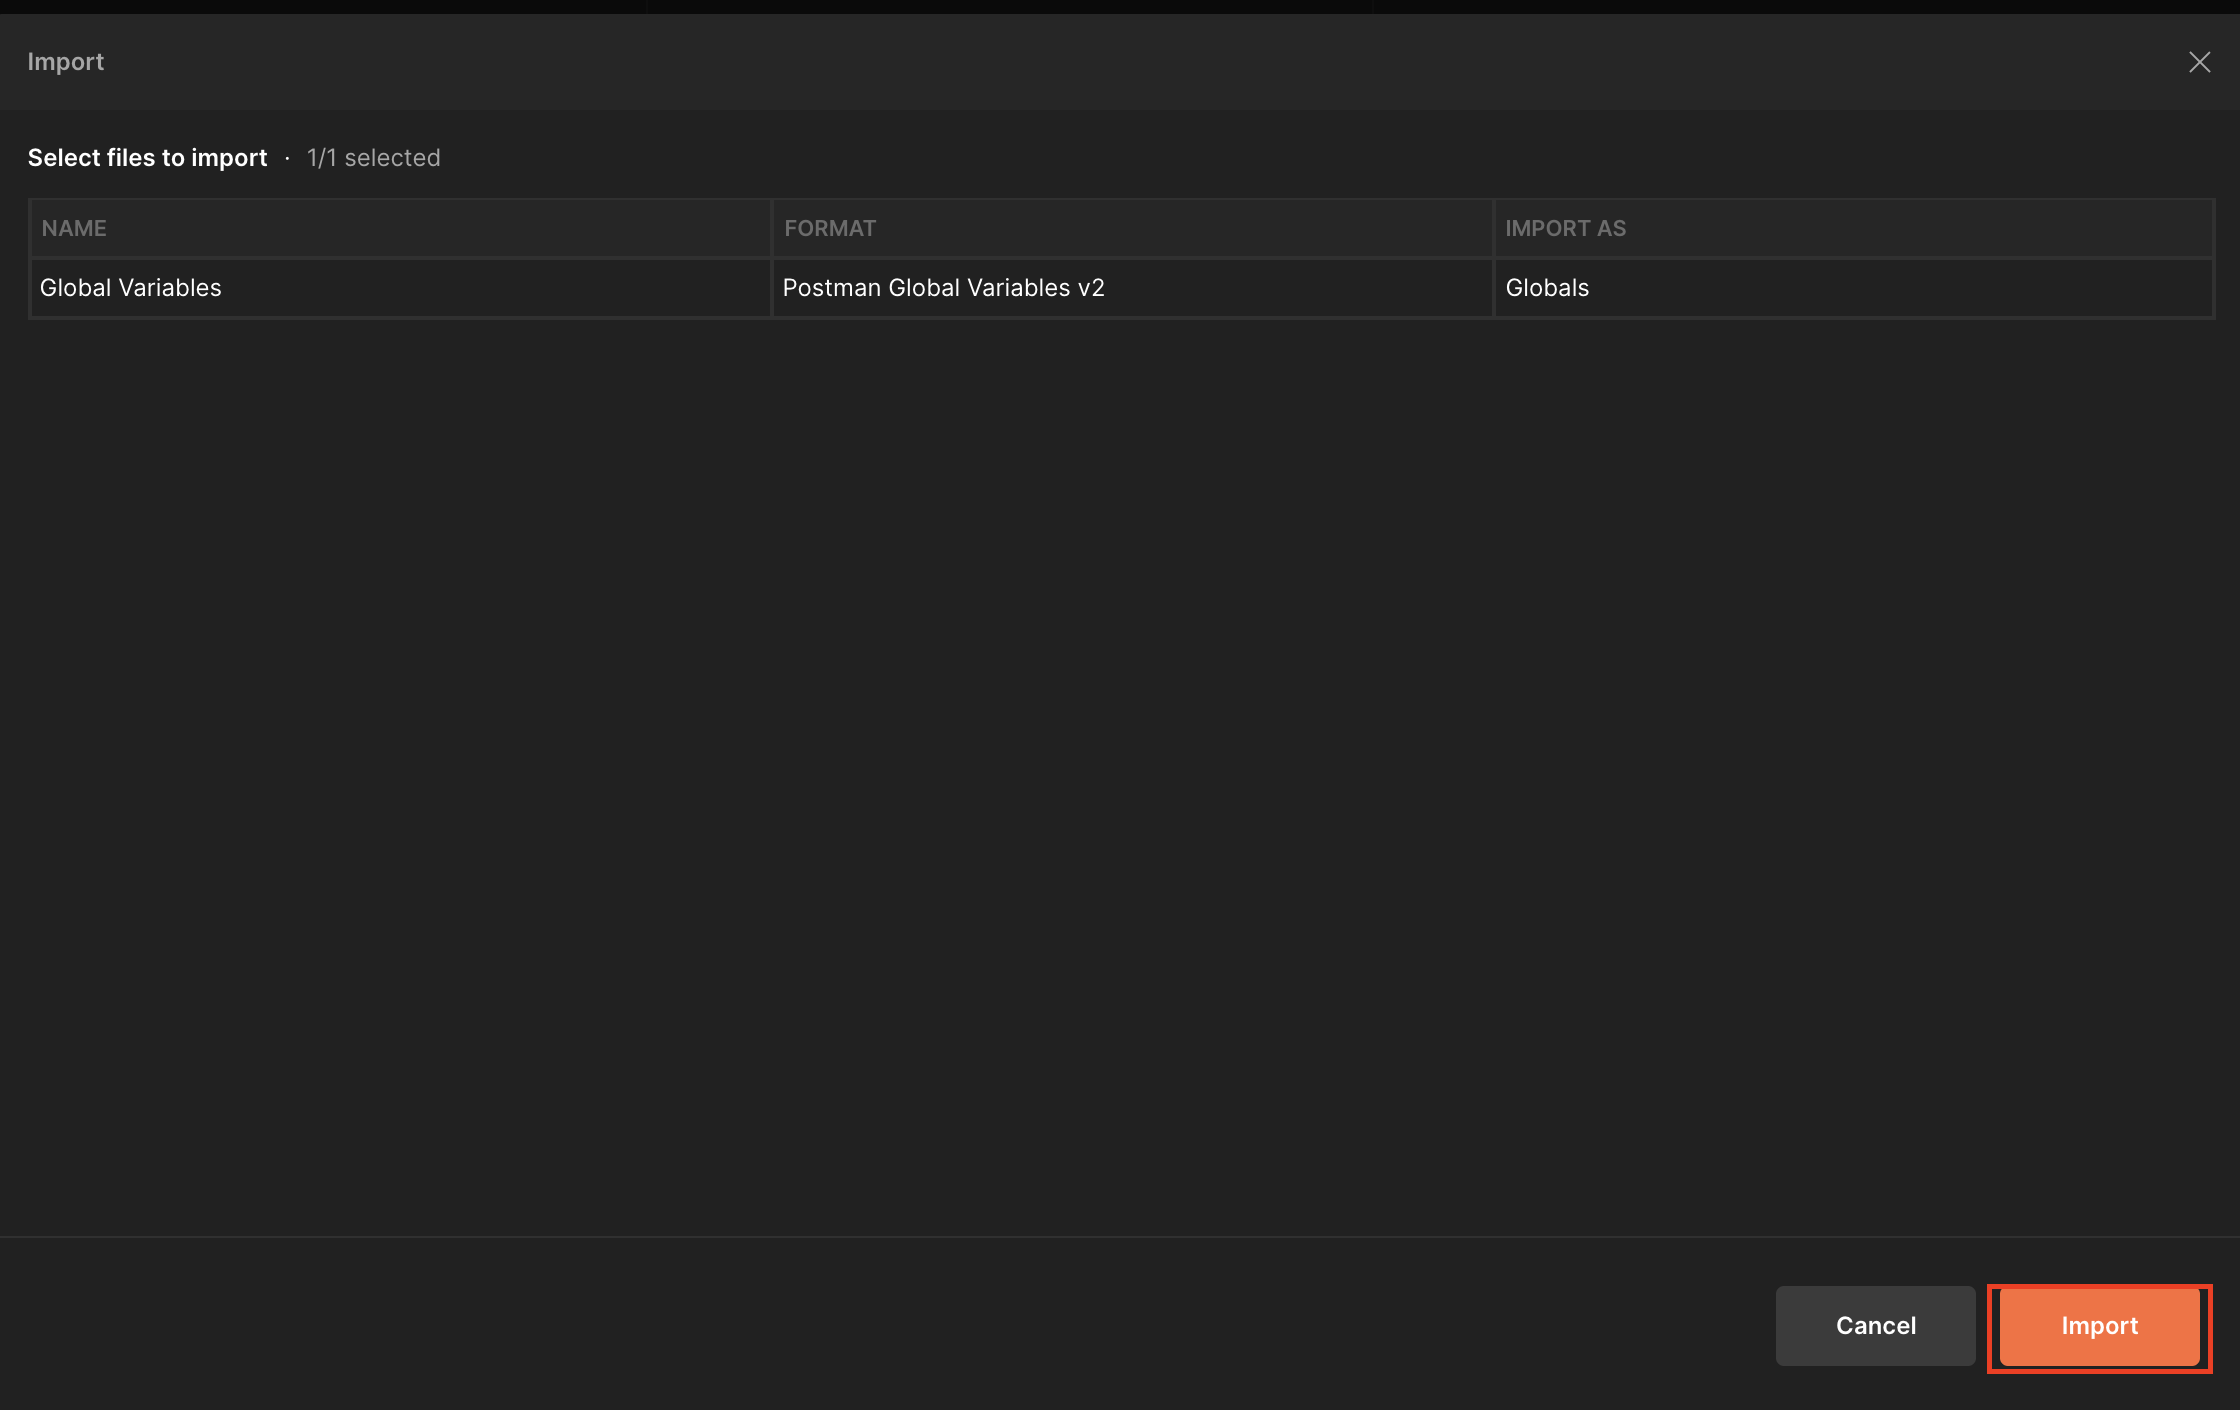 Import
Select files to import · 1/1 selected
NAME FORMAT IMPORT AS
Global Variables Postman Global Variables v2 Globals
Cancel Import